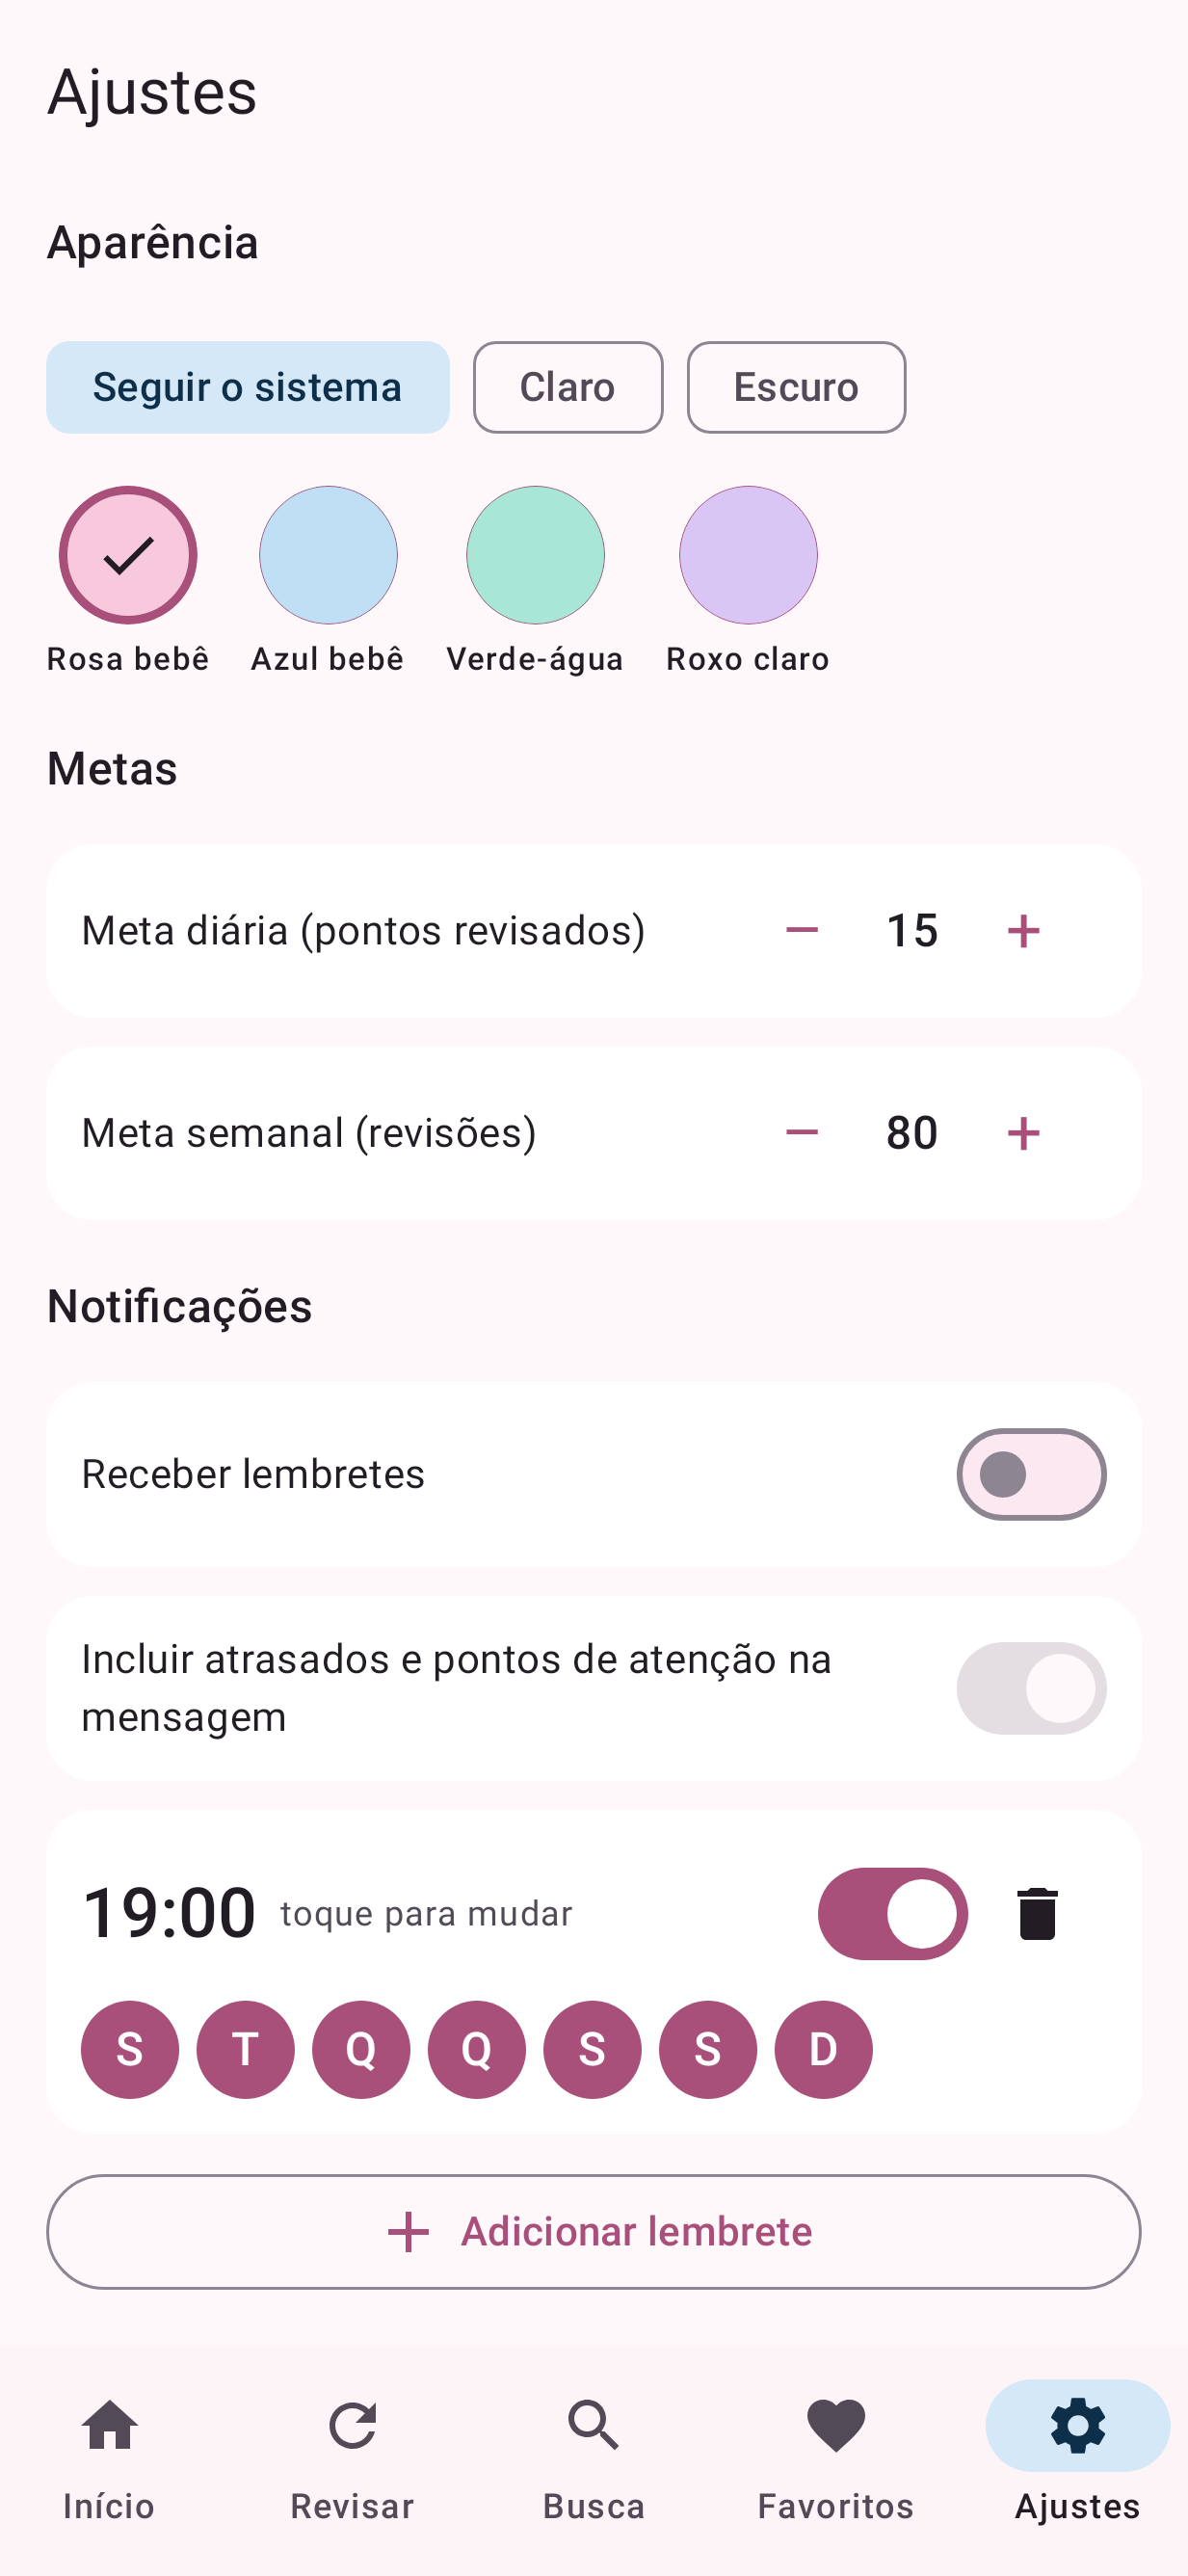 Ajustes
Aparência
Seguir o sistema
Claro
Escuro
Rosa bebê
Azul bebê
Verde-água
Roxo claro
Metas
Meta diária (pontos revisados)
15
Meta semanal (revisões)
80
Notificações
Receber lembretes
Incluir atrasados e pontos de atenção na
mensagem
19:00 toque para mudar
S T Q Q S S D
Adicionar lembrete
Início
Revisar
Busca
Favoritos
Ajustes